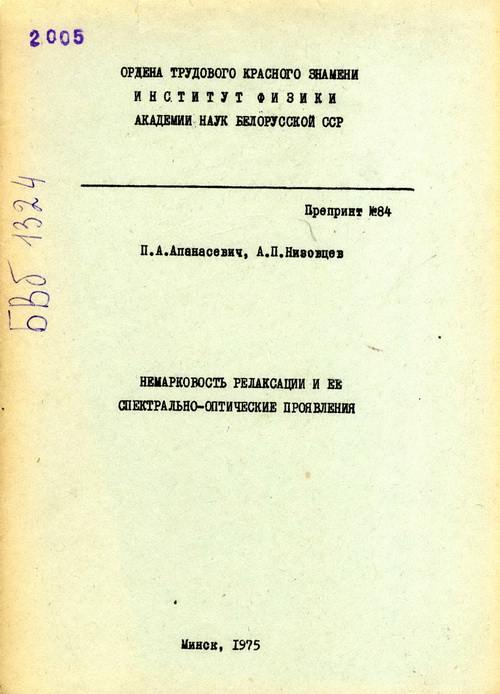 2005
ОРДЕНА ТРУДОВОГО КРАСНОГО ЗНАМЕНИ
ИНСТИТУТ ФИЗИКИ
АКАДЕМИИ НАУК БЕЛОРУССКОЙ ССР
Препринт №84
П.А.Апанасевич, А.П.Низовцев
БВб 1324
НЕМАРКОВОСТЬ РЕЛАКСАЦИИ И ЕЕ
СПЕКТРАЛЬНО-ОПТИЧЕСКИЕ ПРОЯВЛЕНИЯ
Минск, 1975